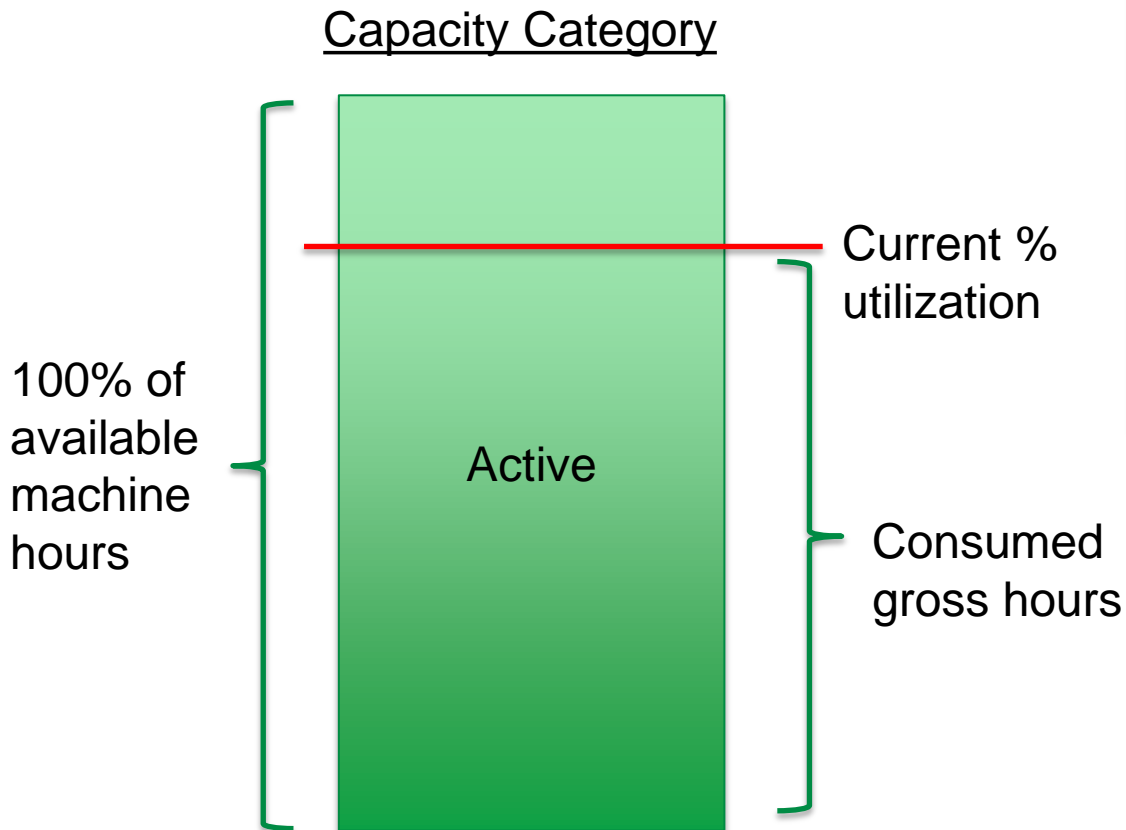 Capacity Category
Current %
utilization
100% of
available
machine
hours
Active
Consumed
gross hours